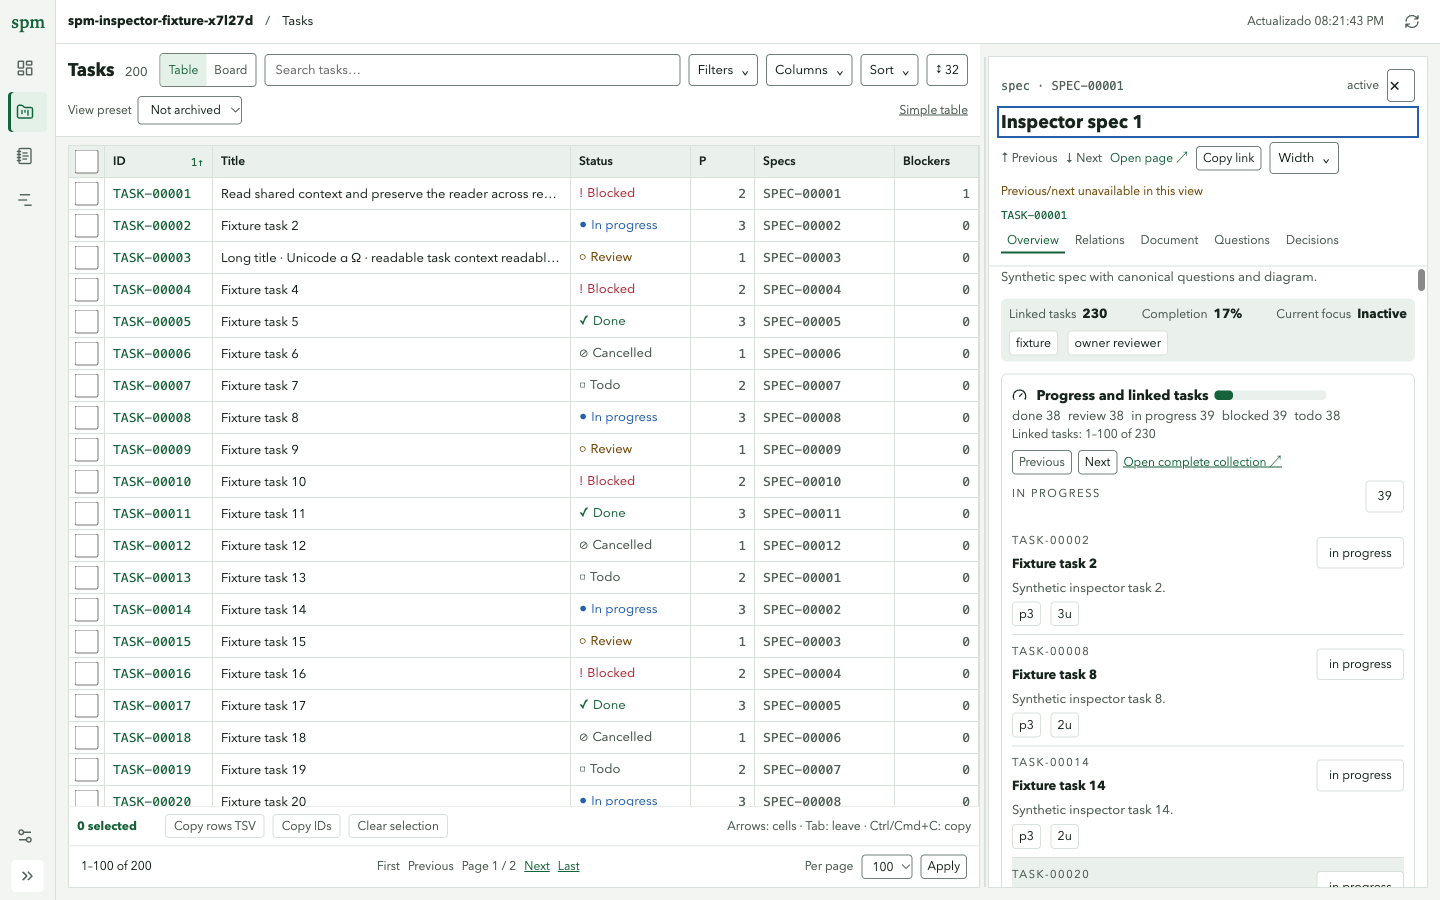 spm
spm-inspector-fixture-x7l27d / Tasks
Actualizado 08:21:43 PM
Tasks 200 Table Board Search tasks… Filters Columns Sort ↕ 32
View preset Not archived Simple table
ID 1↑ Title Status P Specs Blockers
TASK-00001 Read shared context and preserve the reader across re… ! Blocked 2 SPEC-00001 1
TASK-00002 Fixture task 2 In progress 3 SPEC-00002 0
TASK-00003 Long title · Unicode α Ω · readable task context readabl… Review 1 SPEC-00003 0
TASK-00004 Fixture task 4 ! Blocked 2 SPEC-00004 0
TASK-00005 Fixture task 5 ✓ Done 3 SPEC-00005 0
TASK-00006 Fixture task 6 ⊘ Cancelled 1 SPEC-00006 0
TASK-00007 Fixture task 7 Todo 2 SPEC-00007 0
TASK-00008 Fixture task 8 In progress 3 SPEC-00008 0
TASK-00009 Fixture task 9 Review 1 SPEC-00009 0
TASK-00010 Fixture task 10 ! Blocked 2 SPEC-00010 0
TASK-00011 Fixture task 11 ✓ Done 3 SPEC-00011 0
TASK-00012 Fixture task 12 ⊘ Cancelled 1 SPEC-00012 0
TASK-00013 Fixture task 13 Todo 2 SPEC-00001 0
TASK-00014 Fixture task 14 In progress 3 SPEC-00002 0
TASK-00015 Fixture task 15 Review 1 SPEC-00003 0
TASK-00016 Fixture task 16 ! Blocked 2 SPEC-00004 0
TASK-00017 Fixture task 17 ✓ Done 3 SPEC-00005 0
TASK-00018 Fixture task 18 ⊘ Cancelled 1 SPEC-00006 0
TASK-00019 Fixture task 19 Todo 2 SPEC-00007 0
TASK-00020 Fixture task 20 In progress 3 SPEC-00008 0
0 selected Copy rows TSV Copy IDs Clear selection Arrows: cells · Tab: leave · Ctrl/Cmd+C: copy
1–100 of 200 First Previous Page 1 / 2 Next Last Per page 100 Apply
spec · SPEC-00001 active ×
Inspector spec 1
↑ Previous ↓ Next Open page ↗ Copy link Width
Previous/next unavailable in this view
TASK-00001
Overview Relations Document Questions Decisions
Synthetic spec with canonical questions and diagram.
Linked tasks 230 Completion 17% Current focus Inactive
fixture owner reviewer
Progress and linked tasks
done 38 review 38 in progress 39 blocked 39 todo 38
Linked tasks: 1–100 of 230
Previous Next Open complete collection ↗
IN PROGRESS 39
TASK-00002 in progress
Fixture task 2
Synthetic inspector task 2.
p3 3u
TASK-00008 in progress
Fixture task 8
Synthetic inspector task 8.
p3 2u
TASK-00014 in progress
Fixture task 14
Synthetic inspector task 14.
p3 2u
TASK-00020 in progress